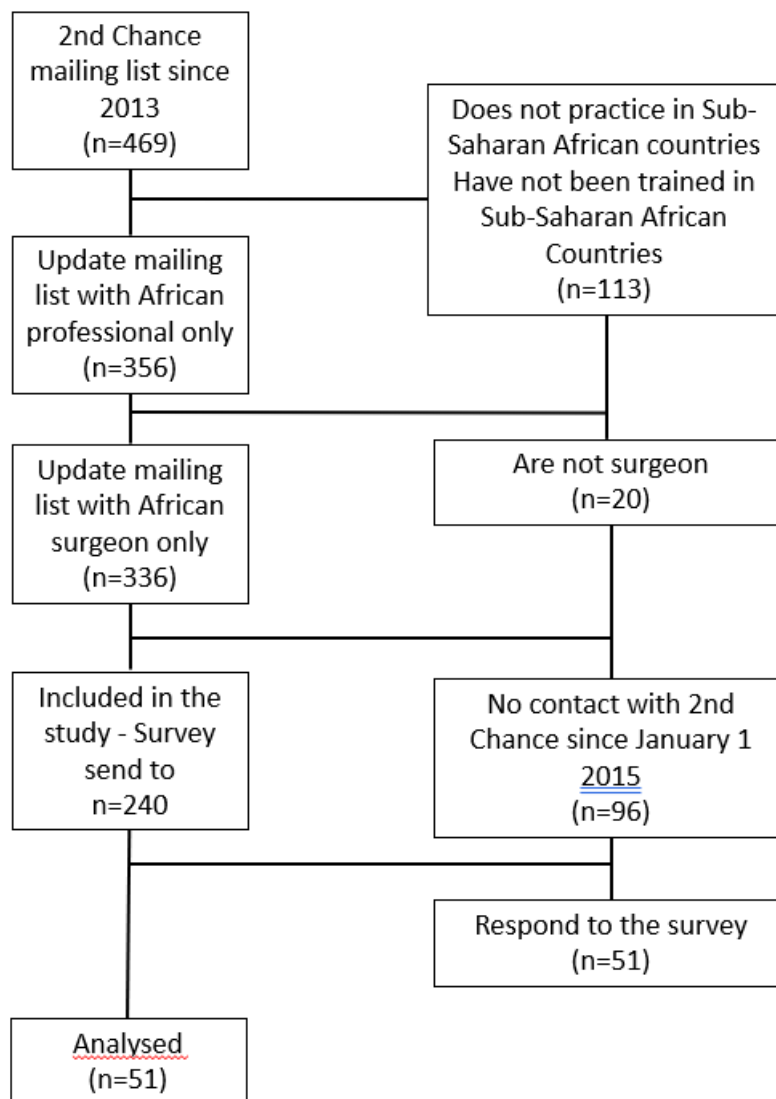 2nd Chance
mailing list since
2013
(n=469)
Does not practice in Sub-
Saharan African countries
Have not been trained in
Sub-Saharan African
Countries
(n=113)
Update mailing
list with African
professional only
(n=356)
Update mailing
list with African
surgeon only
(n=336)
Are not surgeon
(n=20)
Included in the
study - Survey
send to
n=240
No contact with 2nd
Chance since January 1
2015
(n=96)
Respond to the survey
(n=51)
Analysed
(n=51)